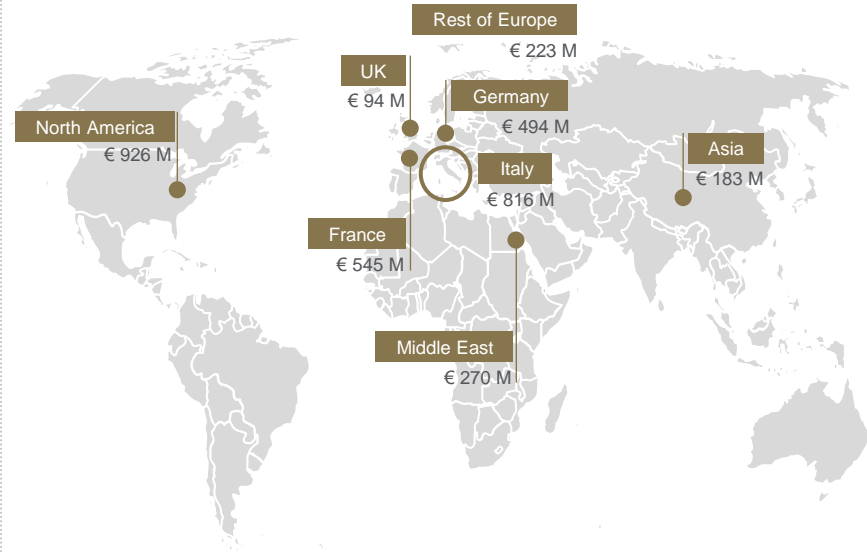 Rest of Europe
€ 223 M
UK
€ 94 M
Germany
€ 494 M
North America
€ 926 M
Italy
€ 816 M
Asia
€ 183 M
France
€ 545 M
Middle East
€ 270 M